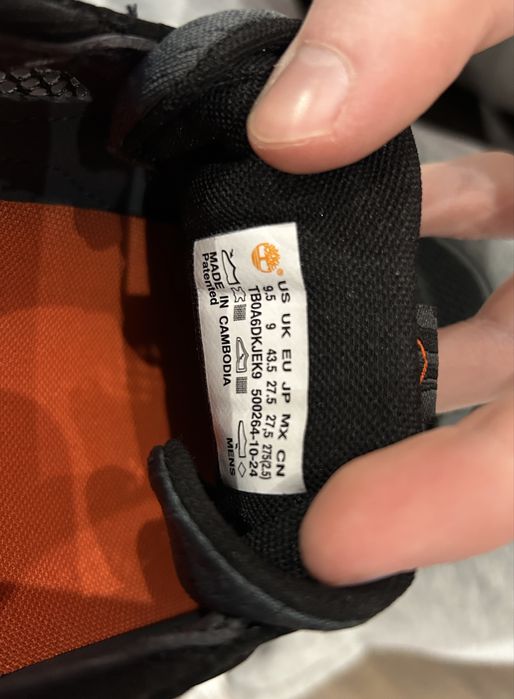 US UK EU JP MX CN
9.5 9 43.5 27.5 27,5 275(2.5)
TB0A6DKJEK9 500264-10-24
MENS
MADE IN CAMBODIA
Patented